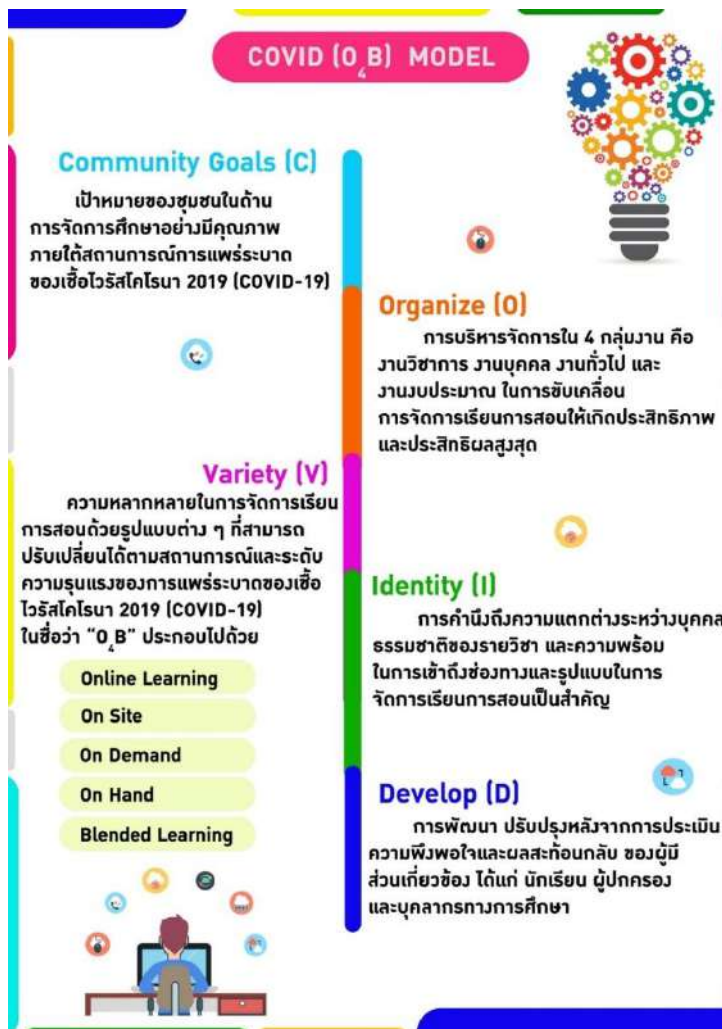 COVID (O4B) MODEL
Community Goals (C)
เป้าหมายของชุมชนในด้าน
การจัดการศึกษาอย่างมีคุณภาพ
ภายใต้สถานการณ์การแพร่ระบาด
ของเชื้อไวรัสโคโรนา 2019 (COVID-19)
Organize (O)
การบริหารจัดการใน 4 กลุ่มงาน คือ
งานวิชาการ งานบุคคล งานทั่วไป และ
งานงบประมาณ ในการขับเคลื่อน
การจัดการเรียนการสอนให้เกิดประสิทธิภาพ
และประสิทธิผลสูงสุด
Variety (V)
ความหลากหลายในการจัดการเรียน
การสอนด้วยรูปแบบต่าง ๆ ที่สามารถ
ปรับเปลี่ยนได้ตามสถานการณ์และระดับ
ความรุนแรงของการแพร่ระบาดของเชื้อ
ไวรัสโคโรนา 2019 (COVID-19)
ในชื่อว่า “O4B” ประกอบไปด้วย
Online Learning
On Site
On Demand
On Hand
Blended Learning
Identity (I)
การคำนึงถึงความแตกต่างระหว่างบุคคล
ธรรมชาติของรายวิชา และความพร้อม
ในการเข้าถึงช่องทางและรูปแบบในการ
จัดการเรียนการสอนเป็นสำคัญ
Develop (D)
การพัฒนา ปรับปรุงหลังจากการประเมิน
ความพึงพอใจและผลสะท้อนกลับ ของผู้มี
ส่วนเกี่ยวข้อง ได้แก่ นักเรียน ผู้ปกครอง
และบุคลากรทางการศึกษา